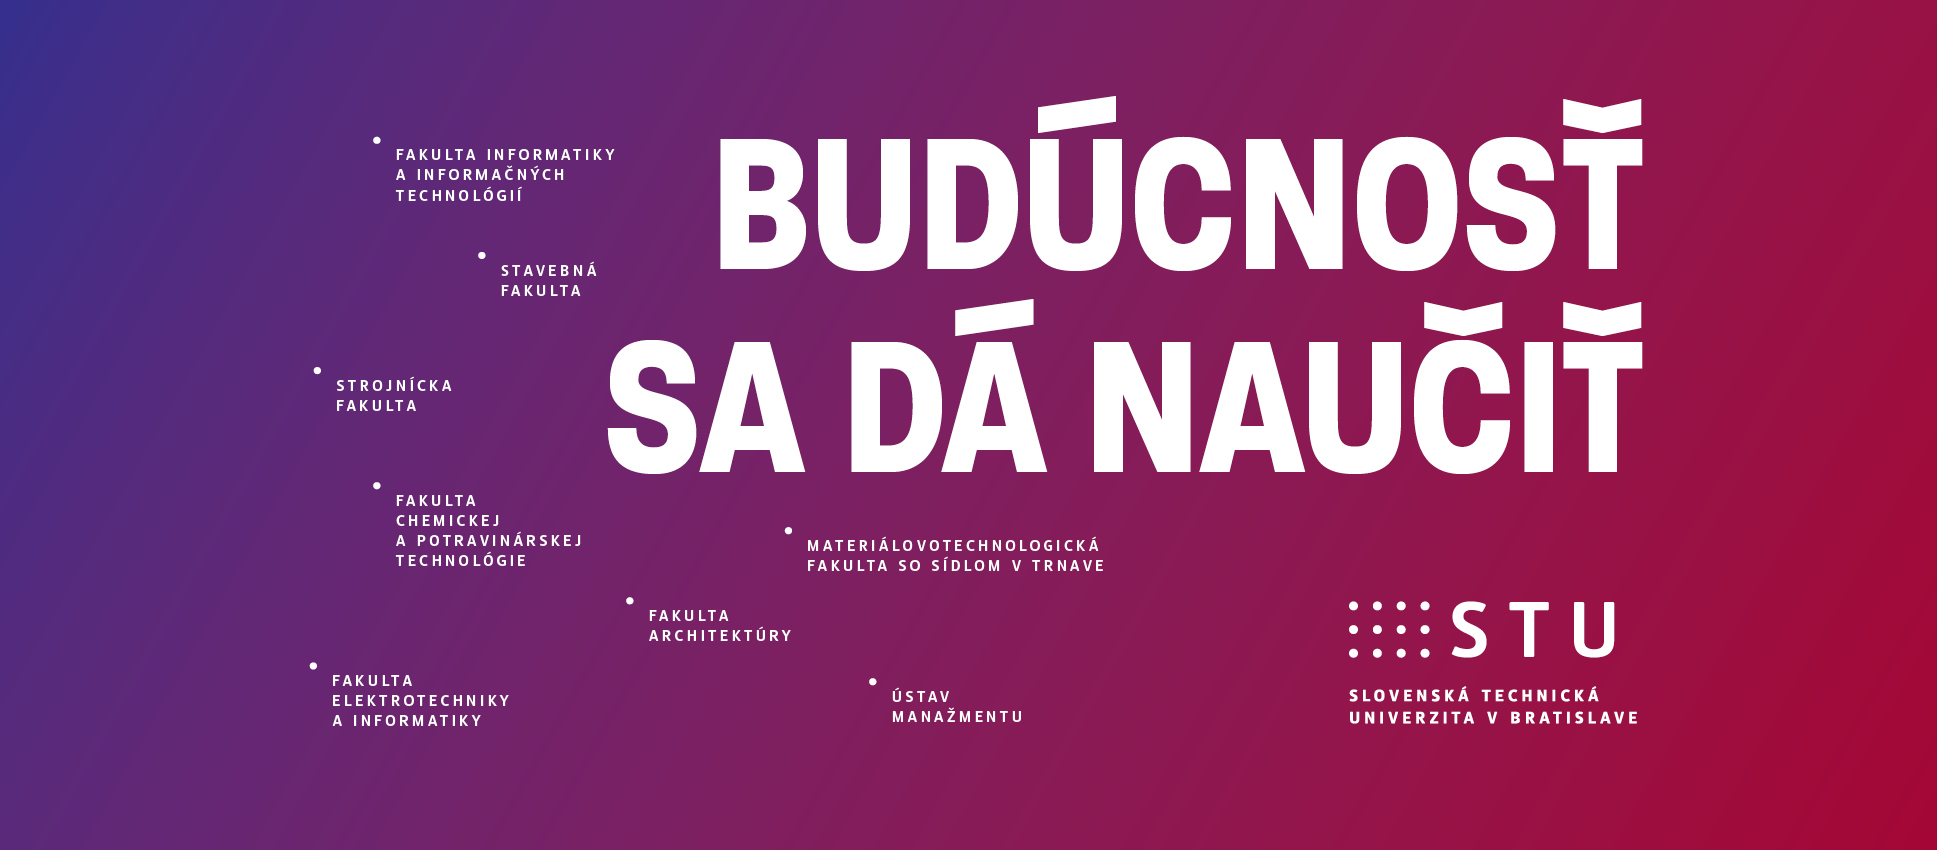 BUDÚCNOSŤ
SA DÁ NAUČIŤ
FAKULTA INFORMATIKY
A INFORMAČNÝCH
TECHNOLÓGIÍ
STAVEBNÁ
FAKULTA
STROJNÍCKA
FAKULTA
FAKULTA
CHEMICKEJ
A POTRAVINÁRSKEJ
TECHNOLÓGIE
MATERIÁLOVOTECHNOLOGICKÁ
FAKULTA SO SÍDLOM V TRNAVE
FAKULTA
ARCHITEKTÚRY
FAKULTA
ELEKTROTECHNIKY
A INFORMATIKY
ÚSTAV
MANAŽMENTU
STU
SLOVENSKÁ TECHNICKÁ
UNIVERZITA V BRATISLAVE